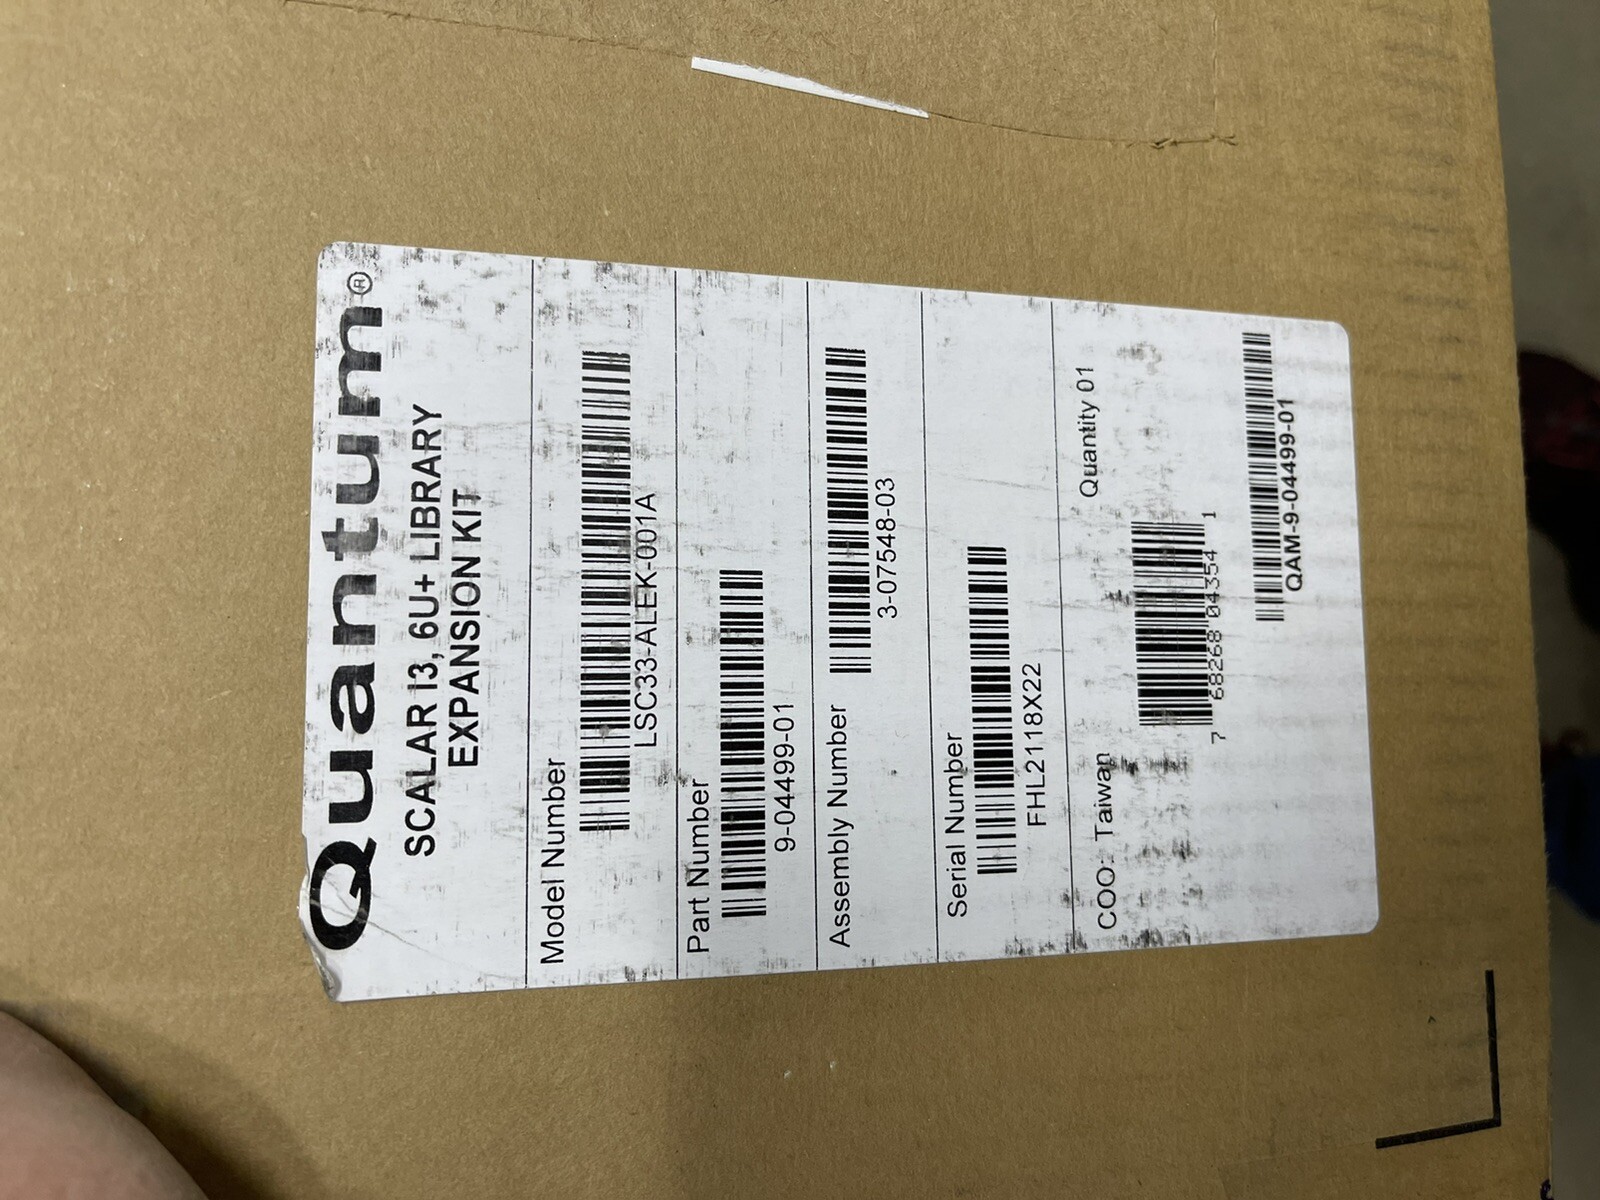 Quantum®
SCALAR I3, 6U+ LIBRARY
EXPANSION KIT
Model Number
LSC33-ALEK-001A
Part Number
9-04499-01
Assembly Number
3-07548-03
Serial Number
FHL2118X22
COO: Taiwan
Quantity 01
7 68268 04354 1
QAM-9-04499-01